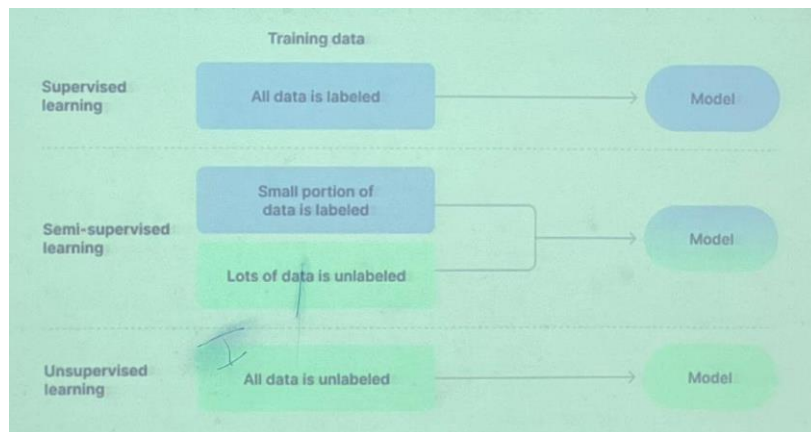 Training data
Supervised
learning
All data is labeled
Model
Small portion of
data is labeled
Semi-supervised
learning
Model
Lots of data is unlabeled
Unsupervised
learning
All data is unlabeled
Model